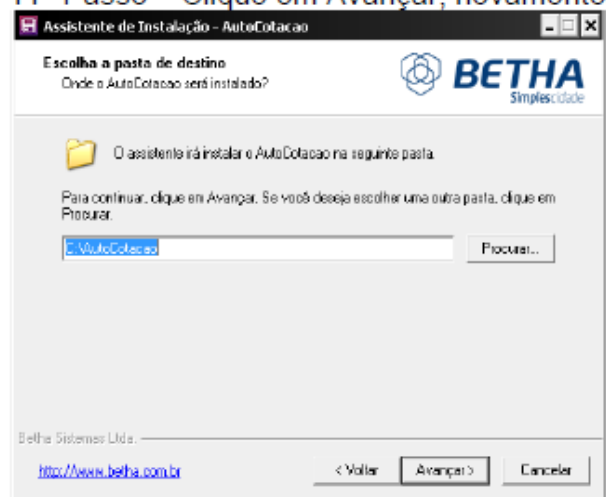 Passo - Clique em Avançar, novamente
Assistente de Instalação - AutoCotacao
Escolha a pasta de destino
Onde o AutoCotacao será instalado?
BETHA
Simplescidade
O assistente irá instalar o AutoCotacao na seguinte pasta.
Para continuar, clique em Avançar. Se você deseja escolher uma outra pasta, clique em
Procurar.
C:\AutoCotacao
Procurar...
Betha Sistemas Ltda.
http://www.betha.com.br
< Voltar
Avançar >
Cancelar